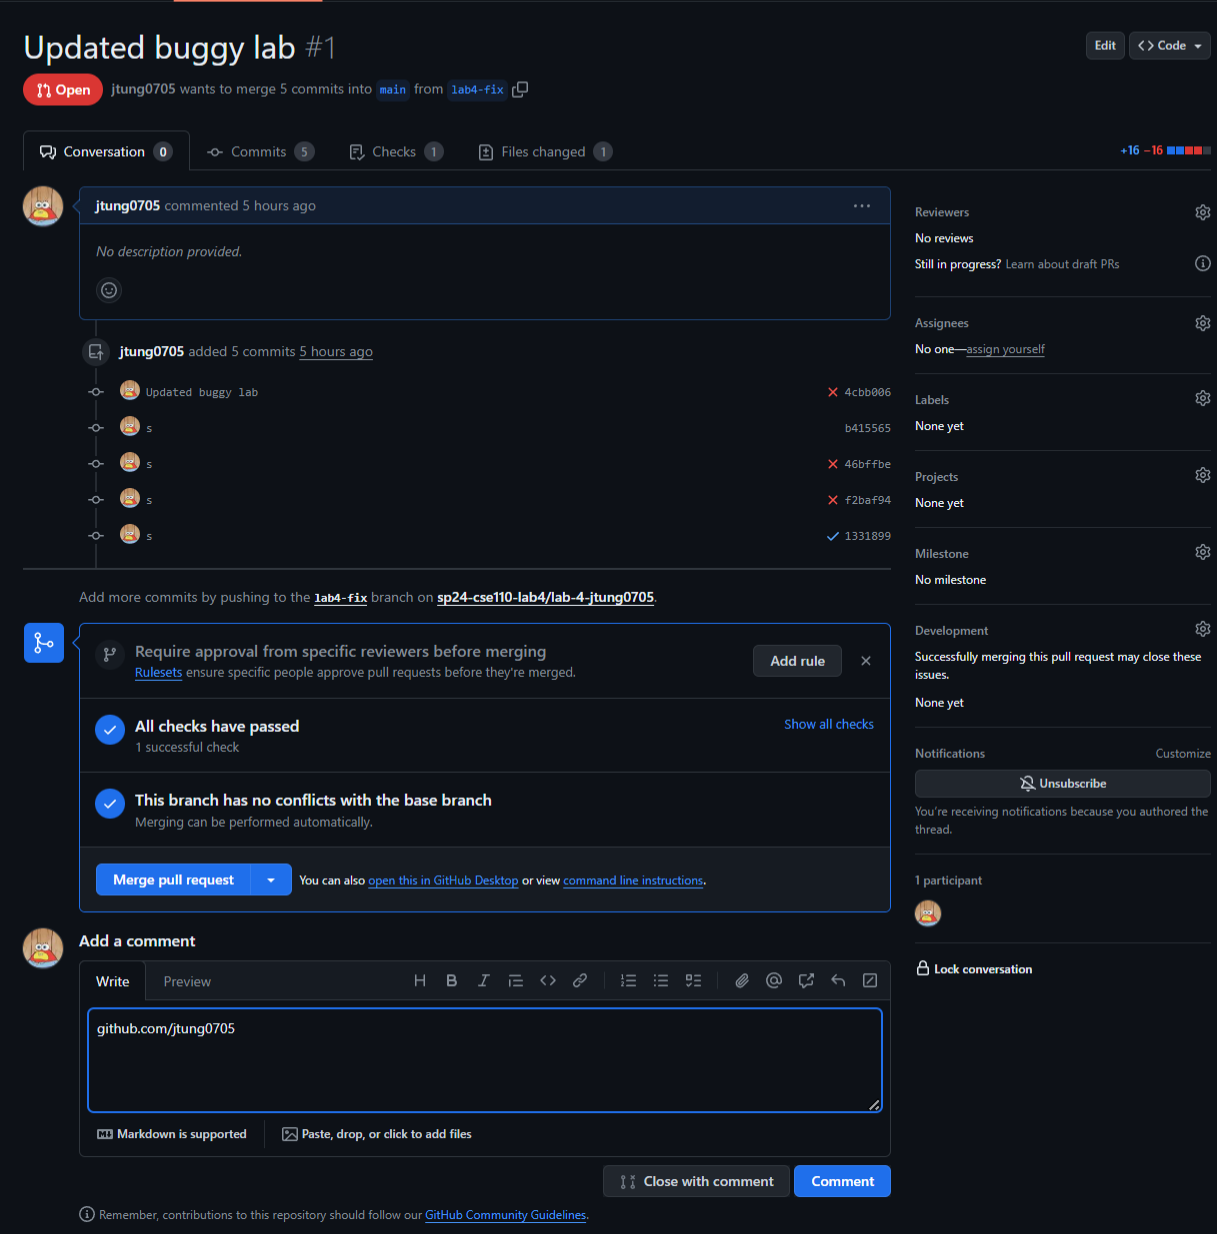 Updated buggy lab #1
Edit
Code
Open
jtung0705 wants to merge 5 commits into main from lab4-fix
Conversation 0
Commits 5
Checks 1
Files changed 1
+16 −16
jtung0705 commented 5 hours ago
No description provided.
jtung0705 added 5 commits 5 hours ago
Updated buggy lab 4cbb006
s b415565
s 46bffbe
s f2baf94
s 1331899
Add more commits by pushing to the lab4-fix branch on sp24-cse110-lab4/lab-4-jtung0705.
Require approval from specific reviewers before merging
Rulesets ensure specific people approve pull requests before they're merged.
Add rule
All checks have passed
1 successful check
Show all checks
This branch has no conflicts with the base branch
Merging can be performed automatically.
Merge pull request
You can also open this in GitHub Desktop or view command line instructions.
Add a comment
Write
Preview
github.com/jtung0705
Markdown is supported
Paste, drop, or click to add files
Close with comment
Comment
Remember, contributions to this repository should follow our GitHub Community Guidelines.
Reviewers
No reviews
Still in progress? Learn about draft PRs
Assignees
No one—assign yourself
Labels
None yet
Projects
None yet
Milestone
No milestone
Development
Successfully merging this pull request may close these
issues.
None yet
Notifications
Customize
Unsubscribe
You're receiving notifications because you authored the
thread.
1 participant
Lock conversation